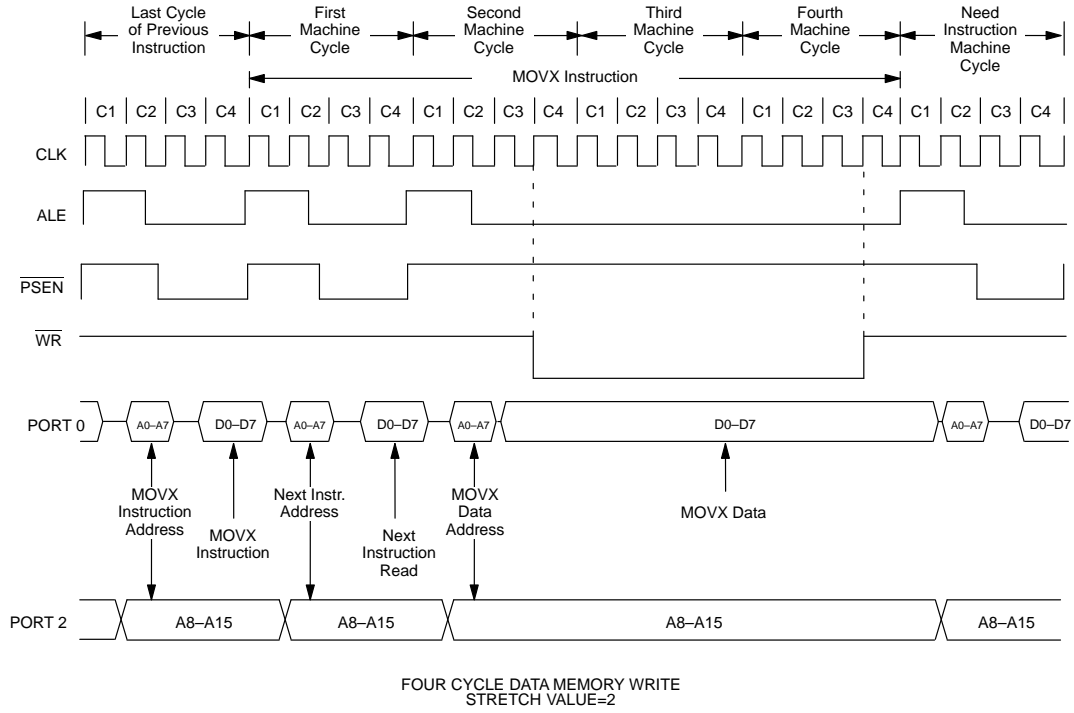 Last Cycle
of Previous
Instruction
First
Machine
Cycle
Second
Machine
Cycle
Third
Machine
Cycle
Fourth
Machine
Cycle
Need
Instruction
Machine
Cycle
MOVX Instruction
C1 C2 C3 C4 C1 C2 C3 C4 C1 C2 C3 C4 C1 C2 C3 C4 C1 C2 C3 C4 C1 C2 C3 C4
CLK
ALE
PSEN
WR
PORT 0
A0–A7 D0–D7 A0–A7 D0–D7 A0–A7 D0–D7 A0–A7 D0–D7
MOVX
Instruction
Address
MOVX
Instruction
Next Instr.
Address
Next
Instruction
Read
MOVX
Data
Address
MOVX Data
PORT 2
A8–A15 A8–A15 A8–A15 A8–A15
FOUR CYCLE DATA MEMORY WRITE
STRETCH VALUE=2